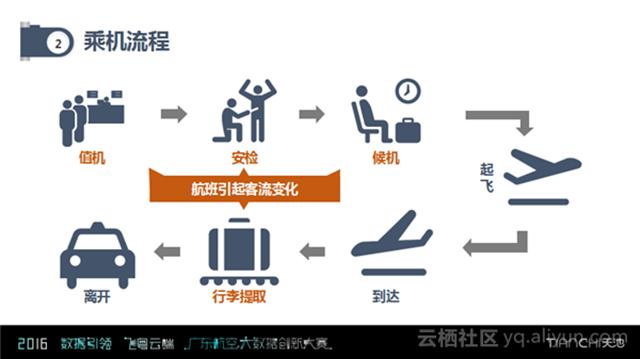 2
乘机流程
值机
安检
候机
起飞
航班引起客流变化
离开
行李提取
到达
云栖社区 yq.aliyun.com
2016 数据引领 飞粤云端 广东航空大数据创新大赛
TIANCHI天池